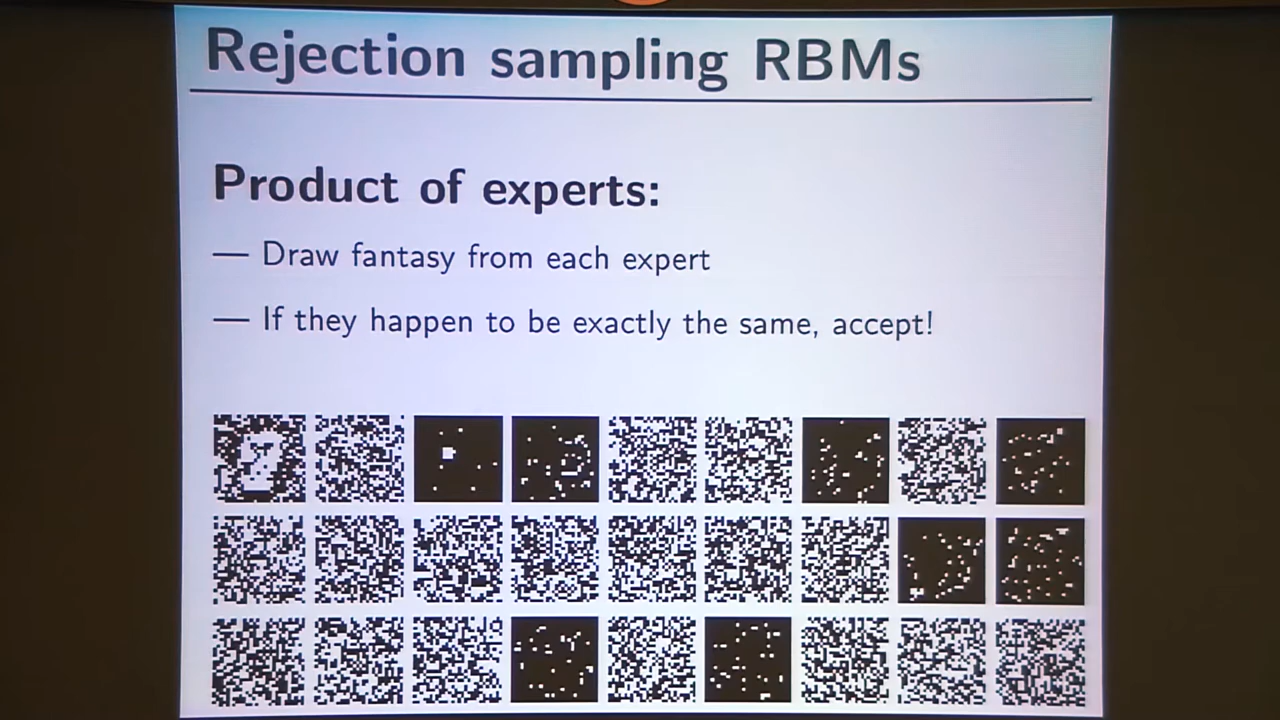 Rejection sampling RBMs
Product of experts:
— Draw fantasy from each expert
— If they happen to be exactly the same, accept!